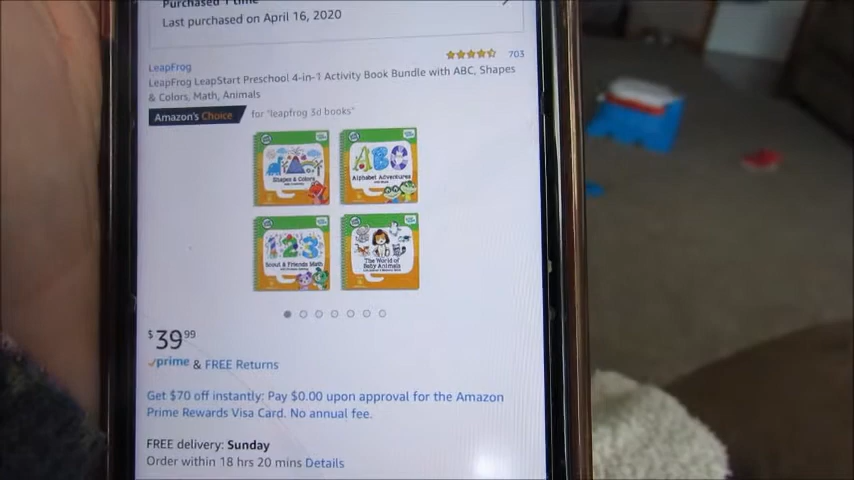 Purchased 1 time
Last purchased on April 16, 2020
LeapFrog
703
LeapFrog LeapStart Preschool 4-in-1 Activity Book Bundle with ABC, Shapes
& Colors, Math, Animals
Amazon's Choice for "leapfrog 3d books"
Shapes & Colors
ABC
Alphabet Adventures
123
Scout & Friends Math
The World of
Baby Animals
$39.99
prime & FREE Returns
Get $70 off instantly: Pay $0.00 upon approval for the Amazon
Prime Rewards Visa Card. No annual fee.
FREE delivery: Sunday
Order within 18 hrs 20 mins Details